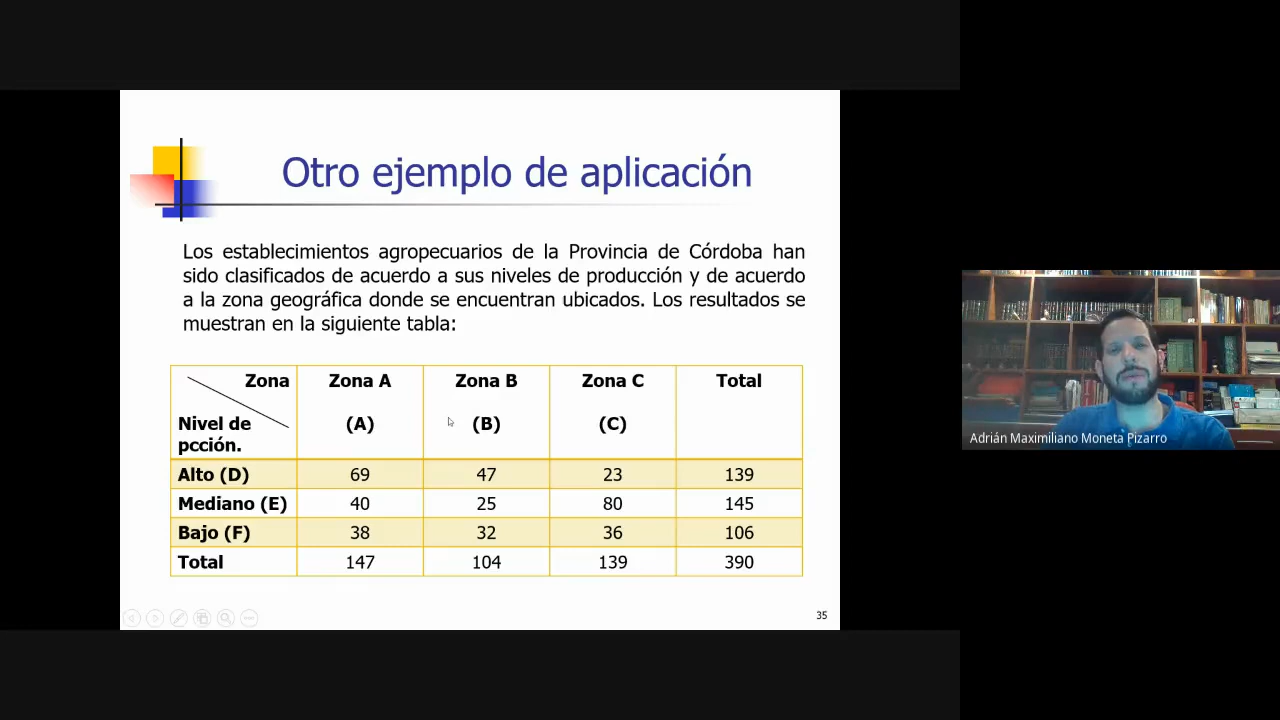 Otro ejemplo de aplicación
Los establecimientos agropecuarios de la Provincia de Córdoba han
sido clasificados de acuerdo a sus niveles de producción y de acuerdo
a la zona geográfica donde se encuentran ubicados. Los resultados se
muestran en la siguiente tabla:
Zona Zona A Zona B Zona C Total
Nivel de (A) (B) (C)
pcción.
Alto (D) 69 47 23 139
Mediano (E) 40 25 80 145
Bajo (F) 38 32 36 106
Total 147 104 139 390
35
Adrián Maximiliano Moneta Pizarro